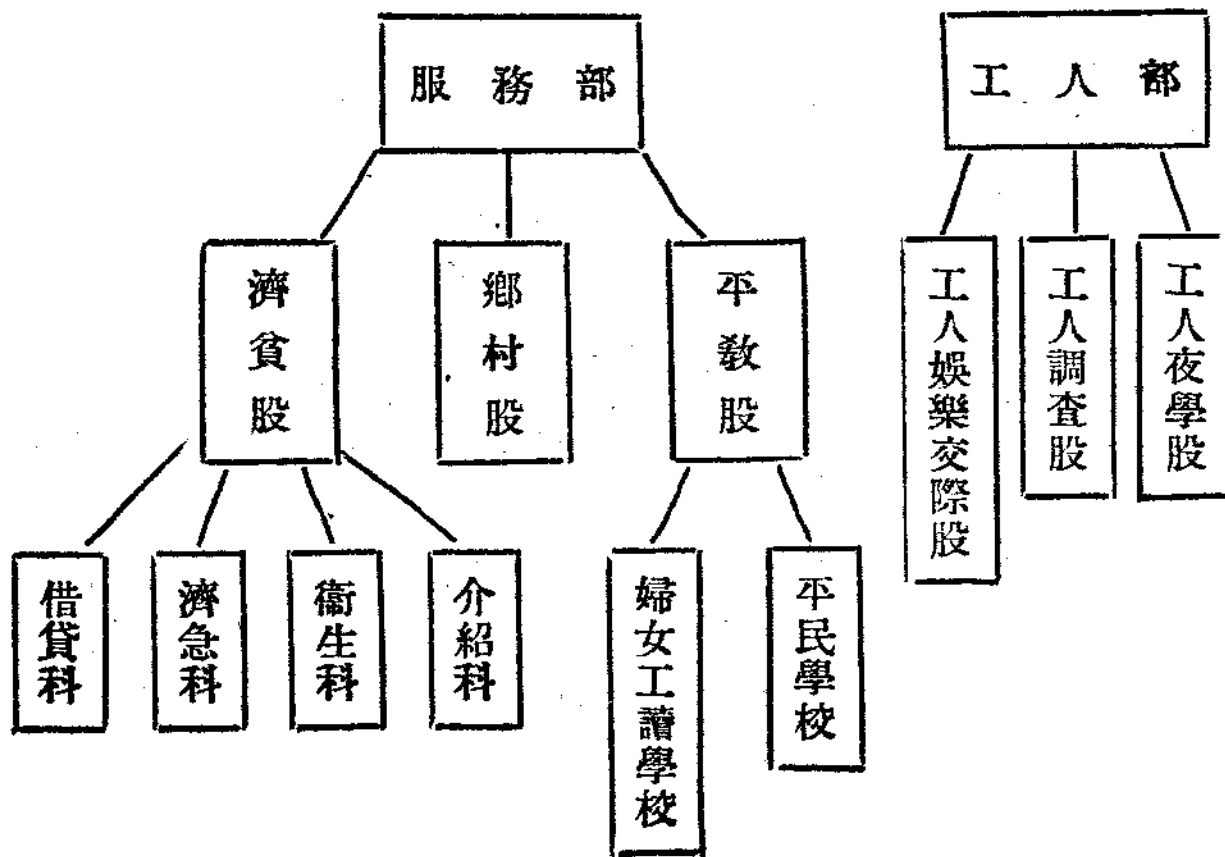 服務部
工人部
濟貧股
鄉村股
平教股
工人娛樂交際股
工人調查股
工人夜學股
借貸科
濟急科
衞生科
介紹科
婦女工讀學校
平民學校